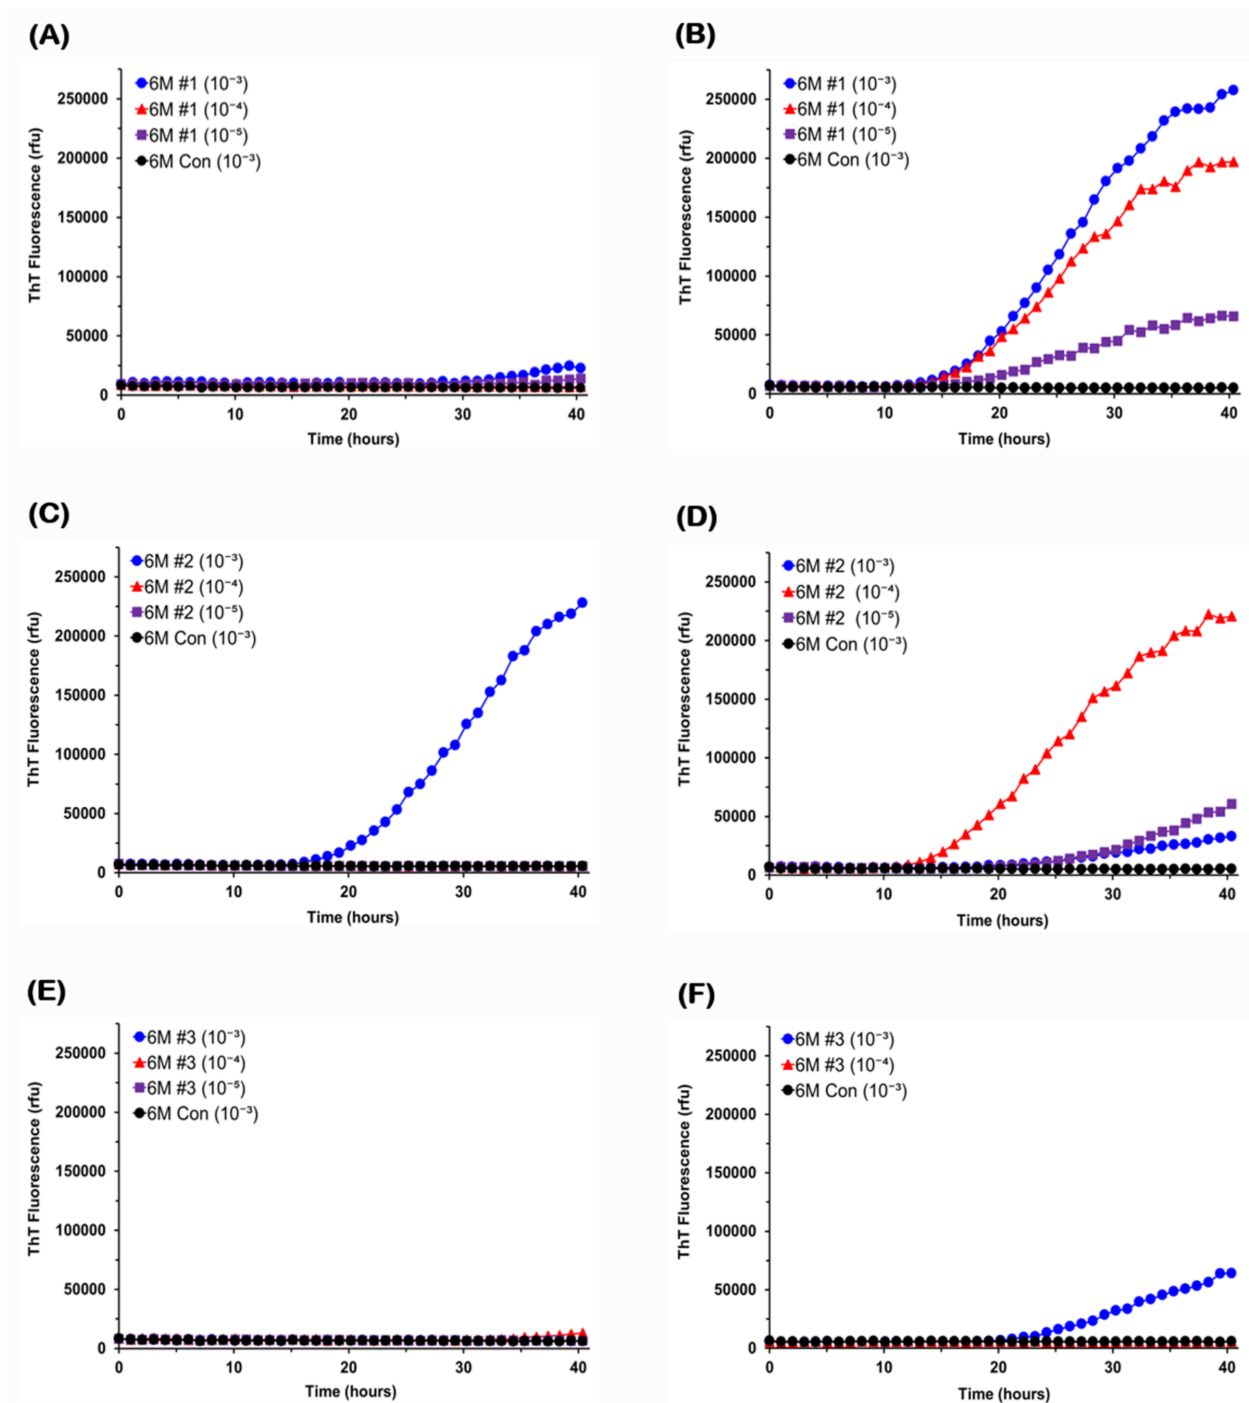 (A)
6M #1 (10⁻³)
6M #1 (10⁻⁴)
6M #1 (10⁻⁵)
6M Con (10⁻³)
ThT Fluorescence (rfu)
250000
200000
150000
100000
50000
0
0 10 20 30 40
Time (hours)
(B)
6M #1 (10⁻³)
6M #1 (10⁻⁴)
6M #1 (10⁻⁵)
6M Con (10⁻³)
ThT Fluorescence (rfu)
250000
200000
150000
100000
50000
0
0 10 20 30 40
Time (hours)
(C)
6M #2 (10⁻³)
6M #2 (10⁻⁴)
6M #2 (10⁻⁵)
6M Con (10⁻³)
ThT Fluorescence (rfu)
250000
200000
150000
100000
50000
0
0 10 20 30 40
Time (hours)
(D)
6M #2 (10⁻³)
6M #2 (10⁻⁴)
6M #2 (10⁻⁵)
6M Con (10⁻³)
ThT Fluorescence (rfu)
250000
200000
150000
100000
50000
0
0 10 20 30 40
Time (hours)
(E)
6M #3 (10⁻³)
6M #3 (10⁻⁴)
6M #3 (10⁻⁵)
6M Con (10⁻³)
ThT Fluorescence (rfu)
250000
200000
150000
100000
50000
0
0 10 20 30 40
Time (hours)
(F)
6M #3 (10⁻³)
6M #3 (10⁻⁴)
6M Con (10⁻³)
ThT Fluorescence (rfu)
250000
200000
150000
100000
50000
0
0 10 20 30 40
Time (hours)